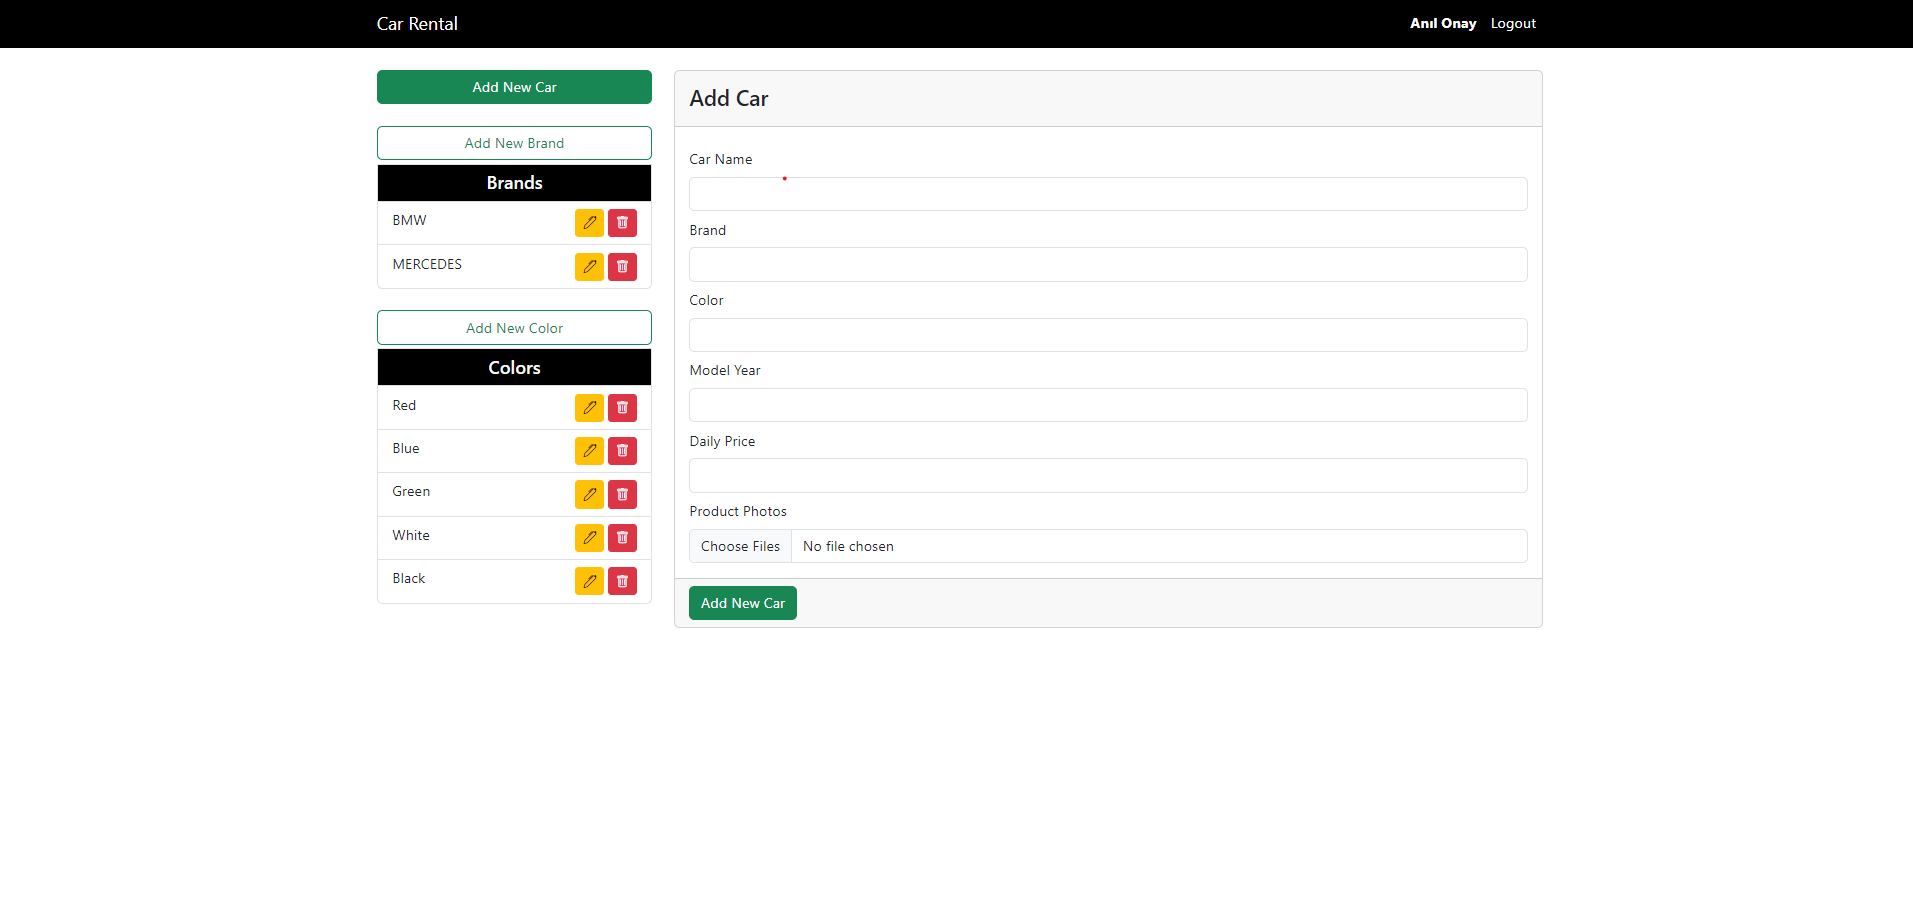 Car Rental
Anıl Onay Logout
Add New Car
Add New Brand
Brands
BMW
MERCEDES
Add New Color
Colors
Red
Blue
Green
White
Black
Add Car
Car Name
Brand
Color
Model Year
Daily Price
Product Photos
Choose Files No file chosen
Add New Car